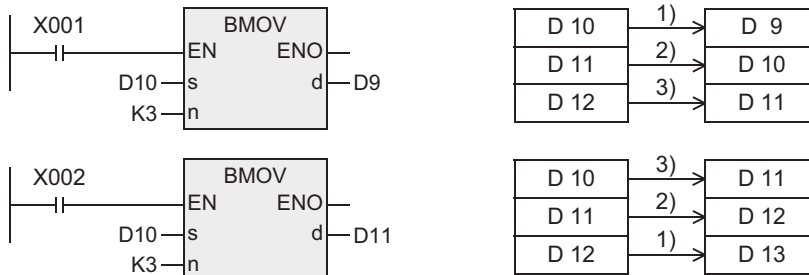 X001
BMOV
EN ENO
D10 s d D9
K3 n
D 10 1) D 9
D 11 2) D 10
D 12 3) D 11
X002
BMOV
EN ENO
D10 s d D11
K3 n
D 10 3) D 11
D 11 2) D 12
D 12 1) D 13